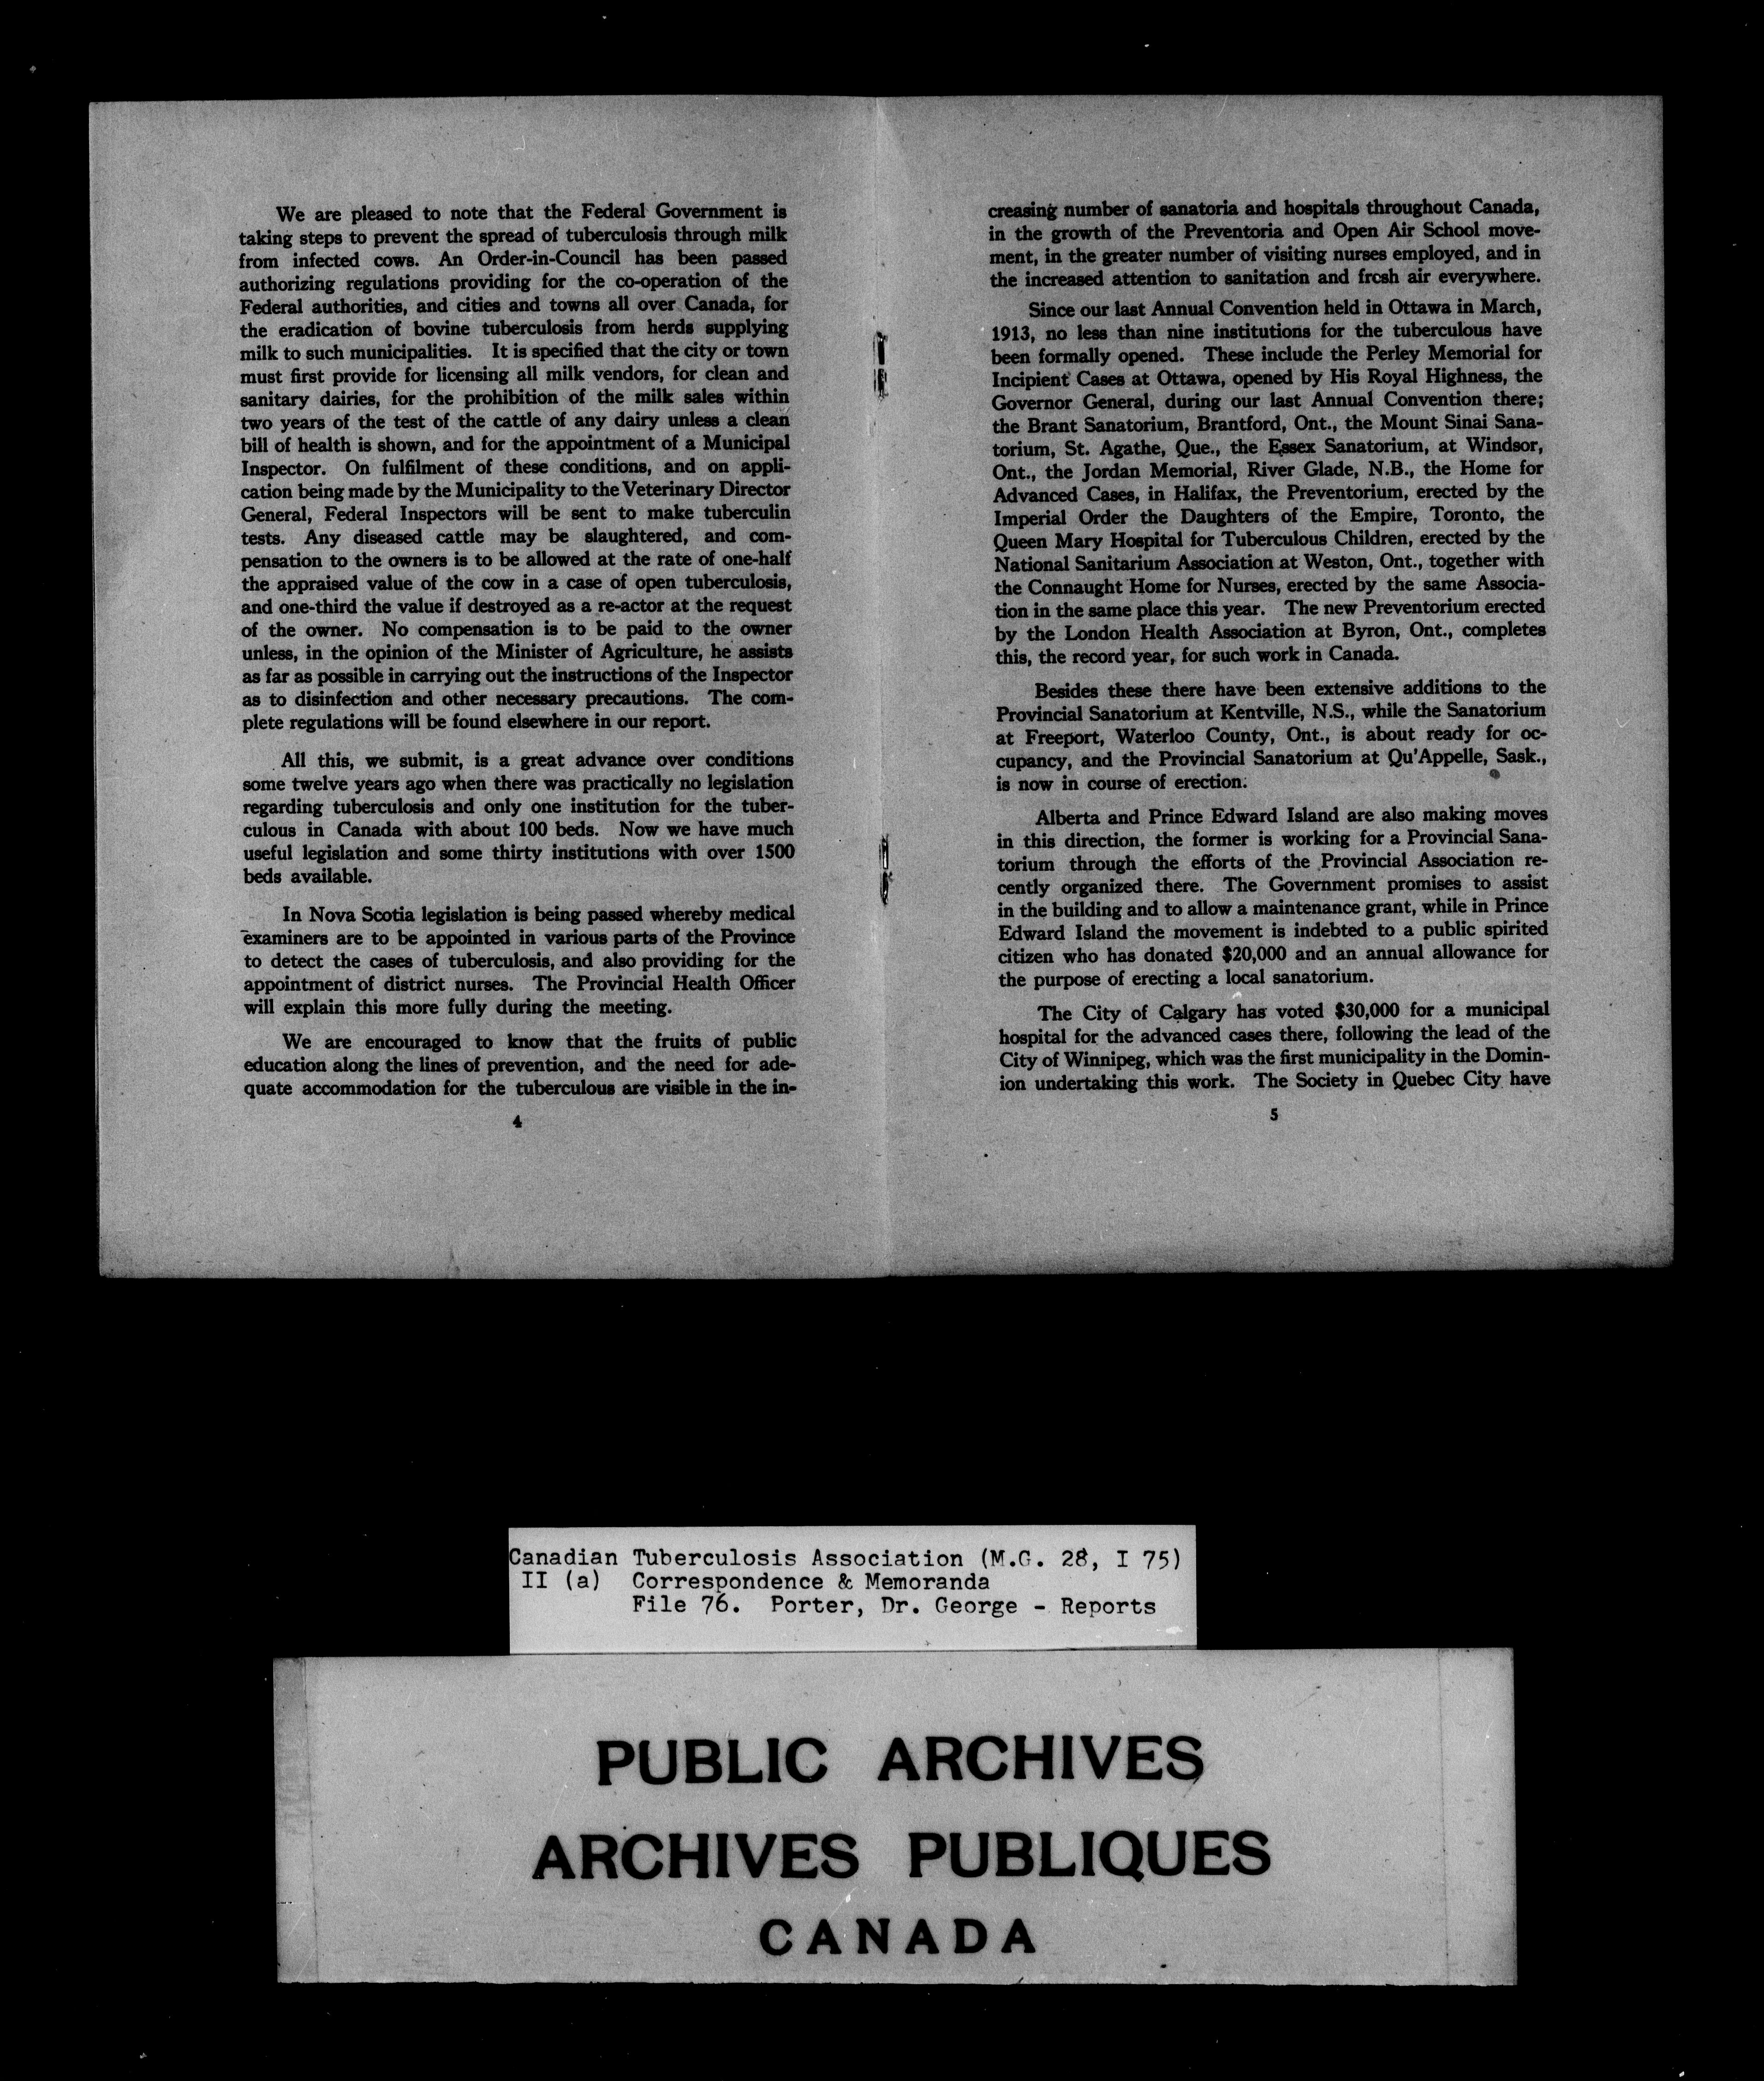 We are pleased to note that the Federal Government is
taking steps to prevent the spread of tuberculosis through milk
from infected cows. An Order-in-Council has been passed
authorizing regulations providing for the co-operation of the
Federal authorities, and cities and towns all over Canada, for
the eradication of bovine tuberculosis from herds supplying
milk to such municipalities. It is specified that the city or town
must first provide for licensing all milk vendors, for clean and
sanitary dairies, for the prohibition of the milk sales within
two years of the test of the cattle of any dairy unless a clean
bill of health is shown, and for the appointment of a Municipal
Inspector. On fulfilment of these conditions, and on appli-
cation being made by the Municipality to the Veterinary Director
General, Federal Inspectors will be sent to make tuberculin
tests. Any diseased cattle may be slaughtered, and com-
pensation to the owners is to be allowed at the rate of one-half
the appraised value of the cow in a case of open tuberculosis,
and one-third the value if destroyed as a re-actor at the request
of the owner. No compensation is to be paid to the owner
unless, in the opinion of the Minister of Agriculture, he assists
as far as possible in carrying out the instructions of the Inspector
as to disinfection and other necessary precautions. The com-
plete regulations will be found elsewhere in our report.
All this, we submit, is a great advance over conditions
some twelve years ago when there was practically no legislation
regarding tuberculosis and only one institution for the tuber-
culous in Canada with about 100 beds. Now we have much
useful legislation and some thirty institutions with over 1500
beds available.
In Nova Scotia legislation is being passed whereby medical
examiners are to be appointed in various parts of the Province
to detect the cases of tuberculosis, and also providing for the
appointment of district nurses. The Provincial Health Officer
will explain this more fully during the meeting.
We are encouraged to know that the fruits of public
education along the lines of prevention, and the need for ade-
quate accommodation for the tuberculous are visible in the in-
4
creasing number of sanatoria and hospitals throughout Canada,
in the growth of the Preventoria and Open Air School move-
ment, in the greater number of visiting nurses employed, and in
the increased attention to sanitation and fresh air everywhere.
Since our last Annual Convention held in Ottawa in March,
1913, no less than nine institutions for the tuberculous have
been formally opened. These include the Perley Memorial for
Incipient Cases at Ottawa, opened by His Royal Highness, the
Governor General, during our last Annual Convention there;
the Brant Sanatorium, Brantford, Ont., the Mount Sinai Sana-
torium, St. Agathe, Que., the Essex Sanatorium, at Windsor,
Ont., the Jordan Memorial, River Glade, N.B., the Home for
Advanced Cases, in Halifax, the Preventorium, erected by the
Imperial Order the Daughters of the Empire, Toronto, the
Queen Mary Hospital for Tuberculous Children, erected by the
National Sanitarium Association at Weston, Ont., together with
the Connaught Home for Nurses, erected by the same Associa-
tion in the same place this year. The new Preventorium erected
by the London Health Association at Byron, Ont., completes
this, the record year, for such work in Canada.
Besides these there have been extensive additions to the
Provincial Sanatorium at Kentville, N.S., while the Sanatorium
at Freeport, Waterloo County, Ont., is about ready for oc-
cupancy, and the Provincial Sanatorium at Qu'Appelle, Sask.,
is now in course of erection.
Alberta and Prince Edward Island are also making moves
in this direction, the former is working for a Provincial Sana-
torium through the efforts of the Provincial Association re-
cently organized there. The Government promises to assist
in the building and to allow a maintenance grant, while in Prince
Edward Island the movement is indebted to a public spirited
citizen who has donated $20,000 and an annual allowance for
the purpose of erecting a local sanatorium.
The City of Calgary has voted $30,000 for a municipal
hospital for the advanced cases there, following the lead of the
City of Winnipeg, which was the first municipality in the Domin-
ion undertaking this work. The Society in Quebec City have
5
Canadian Tuberculosis Association (M.G. 28, I 75)
II (a) Correspondence & Memoranda
File 76. Porter, Dr. George - Reports
PUBLIC ARCHIVES
ARCHIVES PUBLIQUES
CANADA